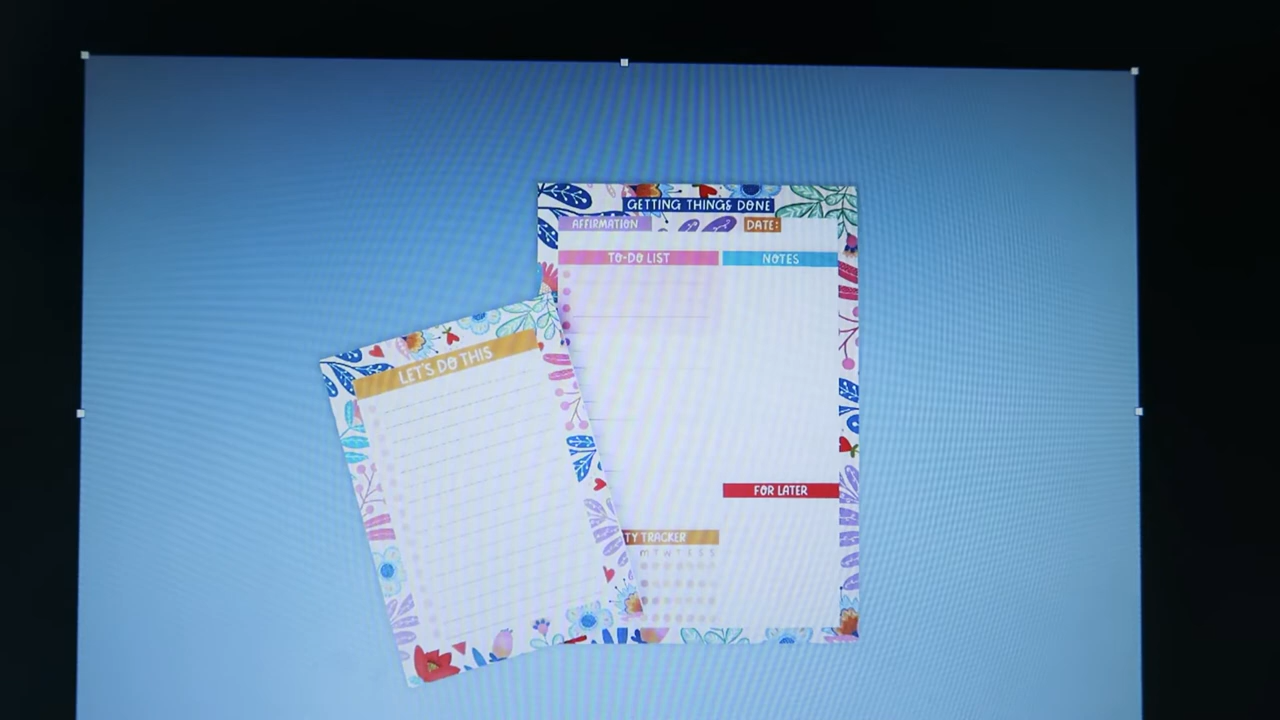 GETTING THINGS DONE
AFFIRMATION
DATE:
TO-DO LIST
NOTES
LET'S DO THIS
FOR LATER
TY TRACKER
M T W T F S S